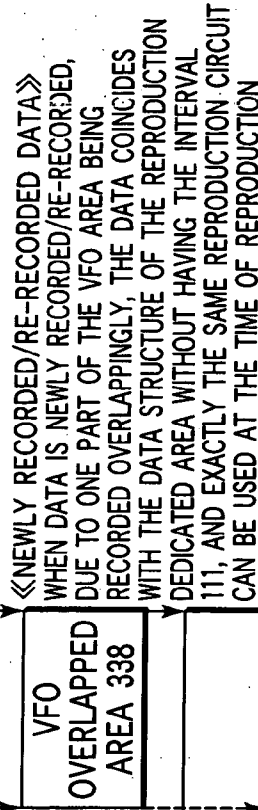 ≪NEWLY RECORDED/RE-RECORDED DATA≫
WHEN DATA IS NEWLY RECORDED/RE-RECORDED,
DUE TO ONE PART OF THE VFO AREA BEING
RECORDED OVERLAPPINGLY, THE DATA COINCIDES
WITH THE DATA STRUCTURE OF THE REPRODUCTION
DEDICATED AREA WITHOUT HAVING THE INTERVAL
111, AND EXACTLY THE SAME REPRODUCTION CIRCUIT
CAN BE USED AT THE TIME OF REPRODUCTION
VFO
OVERLAPPED
AREA 338